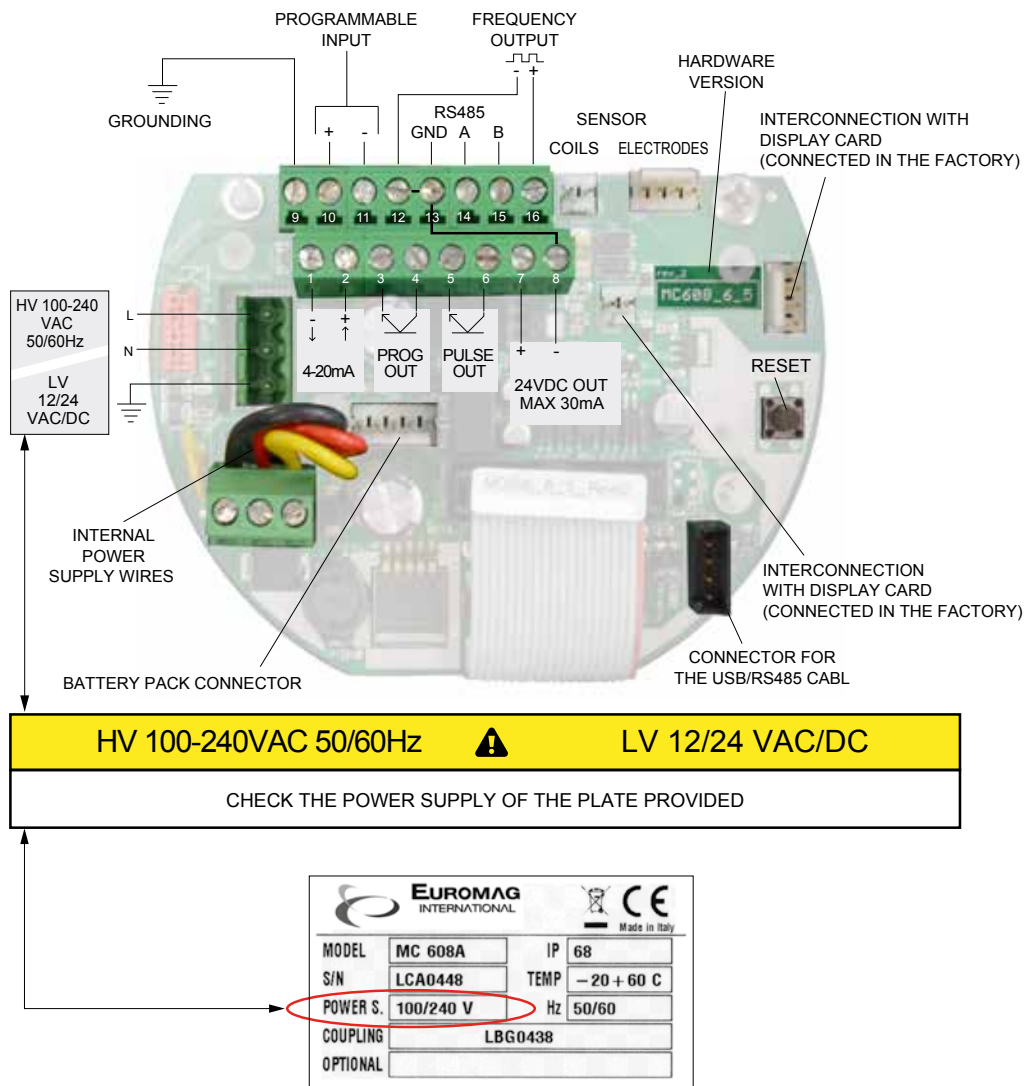 PROGRAMMABLE
INPUT
FREQUENCY
OUTPUT
- +
HARDWARE
VERSION
GROUNDING
+ -
RS485
GND A B
SENSOR
COILS ELECTRODES
INTERCONNECTION WITH
DISPLAY CARD
(CONNECTED IN THE FACTORY)
9 10 11 12 13 14 15 16
1 2 3 4 5 6 7 8
rev_2
MC608_6_5
HV 100-240
VAC
50/60Hz
LV
12/24
VAC/DC
L
N
- +
4-20mA
PROG
OUT
PULSE
OUT
+ -
24VDC OUT
MAX 30mA
RESET
INTERNAL
POWER
SUPPLY WIRES
INTERCONNECTION
WITH DISPLAY CARD
(CONNECTED IN THE FACTORY)
BATTERY PACK CONNECTOR
CONNECTOR FOR
THE USB/RS485 CABL
HV 100-240VAC 50/60Hz LV 12/24 VAC/DC
CHECK THE POWER SUPPLY OF THE PLATE PROVIDED
EUROMAG
INTERNATIONAL
CE
Made in Italy
MODEL MC 608A IP 68
S/N LCA0448 TEMP -20+60 C
POWER S. 100/240 V Hz 50/60
COUPLING LBG0438
OPTIONAL